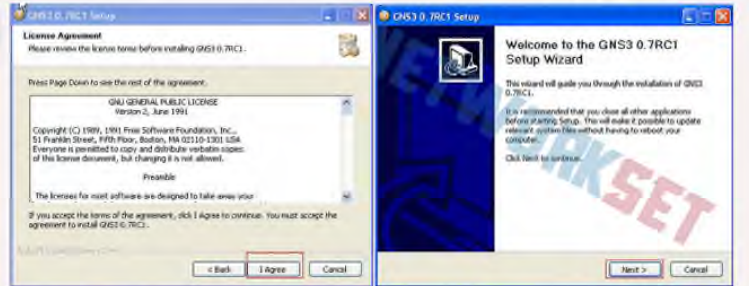 GNS3 0.7RC1 Setup
License Agreement
Please review the license terms before installing GNS3 0.7RC1.
Press Page Down to see the rest of the agreement.
GNU GENERAL PUBLIC LICENSE
Version 2, June 1991
Copyright (C) 1989, 1991 Free Software Foundation, Inc.,
51 Franklin Street, Fifth Floor, Boston, MA 02110-1301 USA
Everyone is permitted to copy and distribute verbatim copies
of this license document, but changing it is not allowed.
Preamble
The licenses for most software are designed to take away your
If you accept the terms of the agreement, click I Agree to continue. You must accept the
agreement to install GNS3 0.7RC1.
< Back
I Agree
Cancel
GNS3 0.7RC1 Setup
Welcome to the GNS3 0.7RC1
Setup Wizard
This wizard will guide you through the installation of GNS3
0.7RC1.
It is recommended that you close all other applications
before starting Setup. This will make it possible to update
relevant system files without having to reboot your
computer.
Click Next to continue.
NETWORKSET
Next >
Cancel